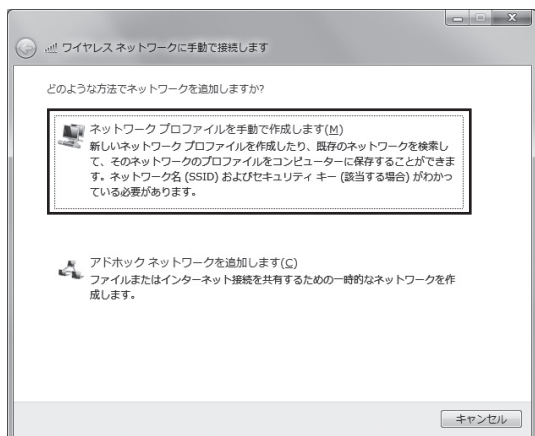 ワイヤレス ネットワークに手動で接続します
どのような方法でネットワークを追加しますか?
ネットワーク プロファイルを手動で作成します(M)
新しいネットワーク プロファイルを作成したり、既存のネットワークを検索し
て、そのネットワークのプロファイルをコンピューターに保存することができま
す。ネットワーク名 (SSID) およびセキュリティ キー (該当する場合) がわかっ
ている必要があります。
アドホック ネットワークを追加します(C)
ファイルまたはインターネット接続を共有するための一時的なネットワークを作
成します。
キャンセル